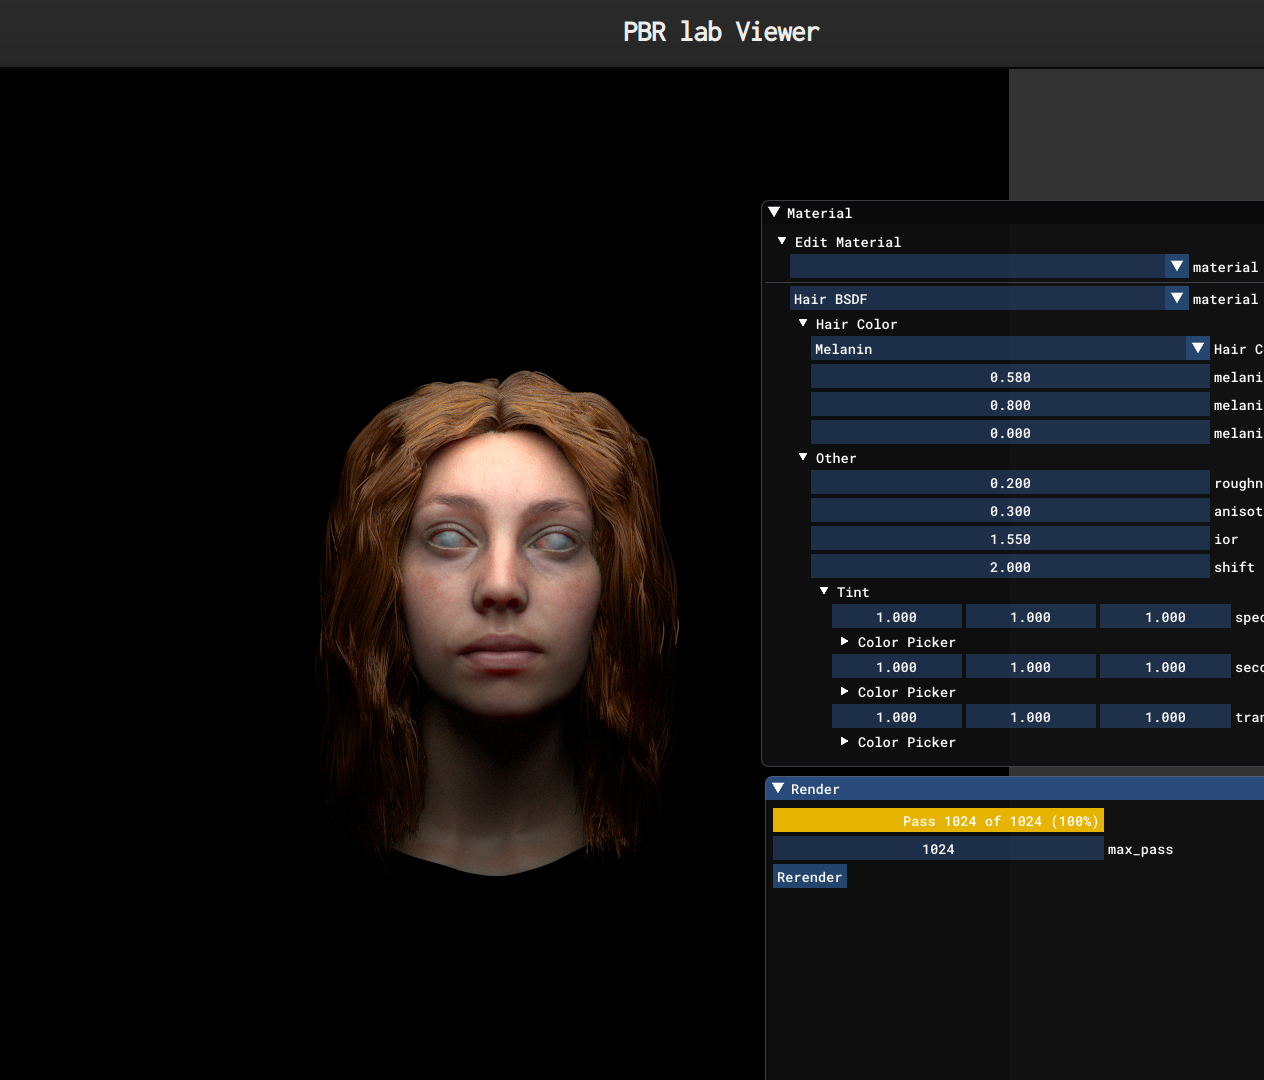 PBR lab Viewer
Material
Edit Material
material
Hair BSDF material
Hair Color
Melanin Hair C
0.580 melani
0.800 melani
0.000 melani
Other
0.200 roughn
0.300 anisot
1.550 ior
2.000 shift
Tint
1.000 1.000 1.000 spec
Color Picker
1.000 1.000 1.000 seco
Color Picker
1.000 1.000 1.000 tran
Color Picker
Render
Pass 1024 of 1024 (100%)
1024 max_pass
Rerender